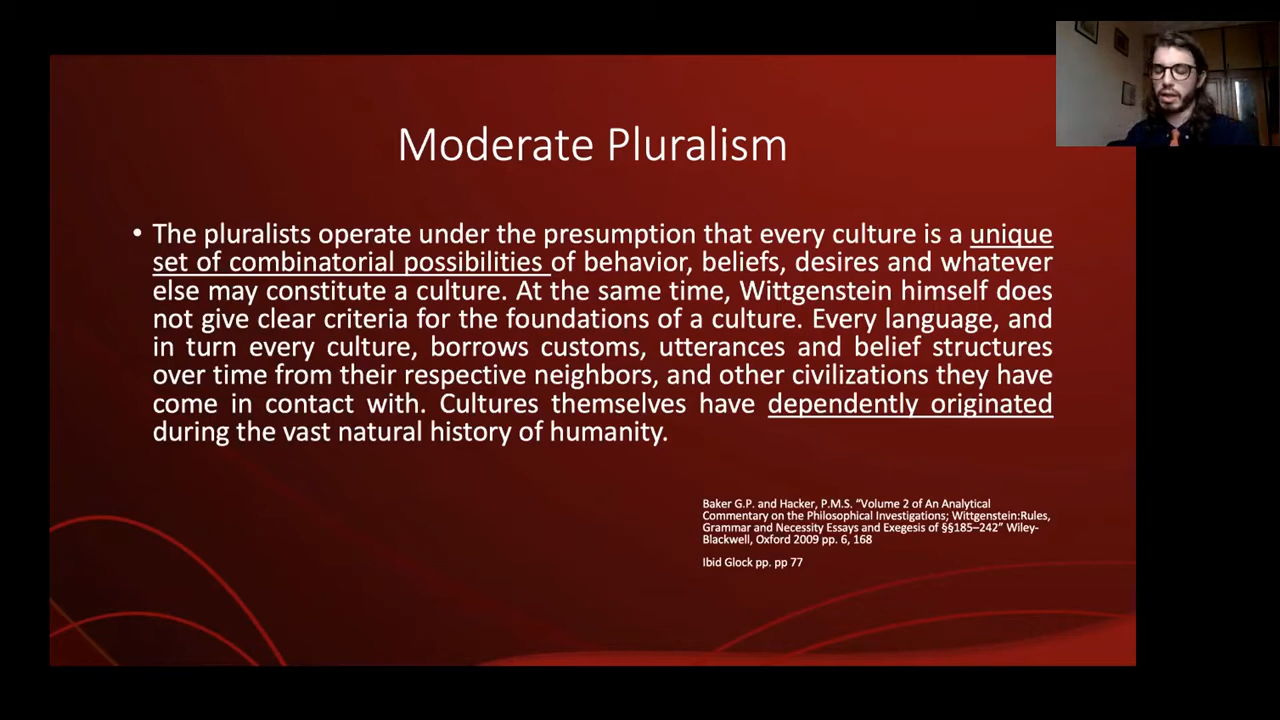 Moderate Pluralism
• The pluralists operate under the presumption that every culture is a unique
set of combinatorial possibilities of behavior, beliefs, desires and whatever
else may constitute a culture. At the same time, Wittgenstein himself does
not give clear criteria for the foundations of a culture. Every language, and
in turn every culture, borrows customs, utterances and belief structures
over time from their respective neighbors, and other civilizations they have
come in contact with. Cultures themselves have dependently originated
during the vast natural history of humanity.
Baker G.P. and Hacker, P.M.S. “Volume 2 of An Analytical
Commentary on the Philosophical Investigations; Wittgenstein:Rules,
Grammar and Necessity Essays and Exegesis of §§185–242” Wiley-
Blackwell, Oxford 2009 pp. 6, 168
Ibid Glock pp. pp 77